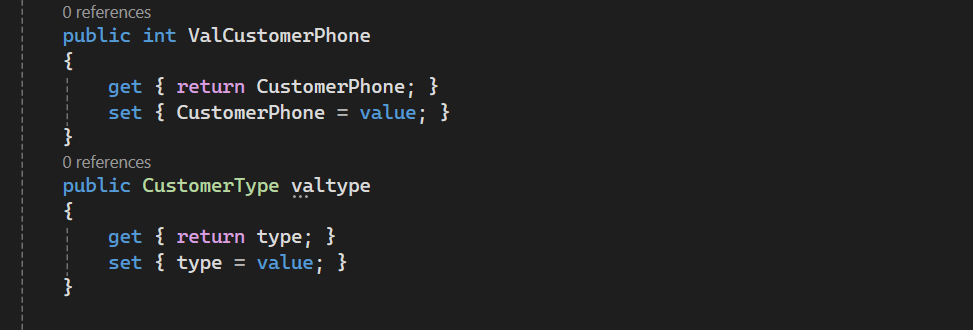 0 references
public int ValCustomerPhone
{
get { return CustomerPhone; }
set { CustomerPhone = value; }
}
0 references
public CustomerType valtype
{
get { return type; }
set { type = value; }
}